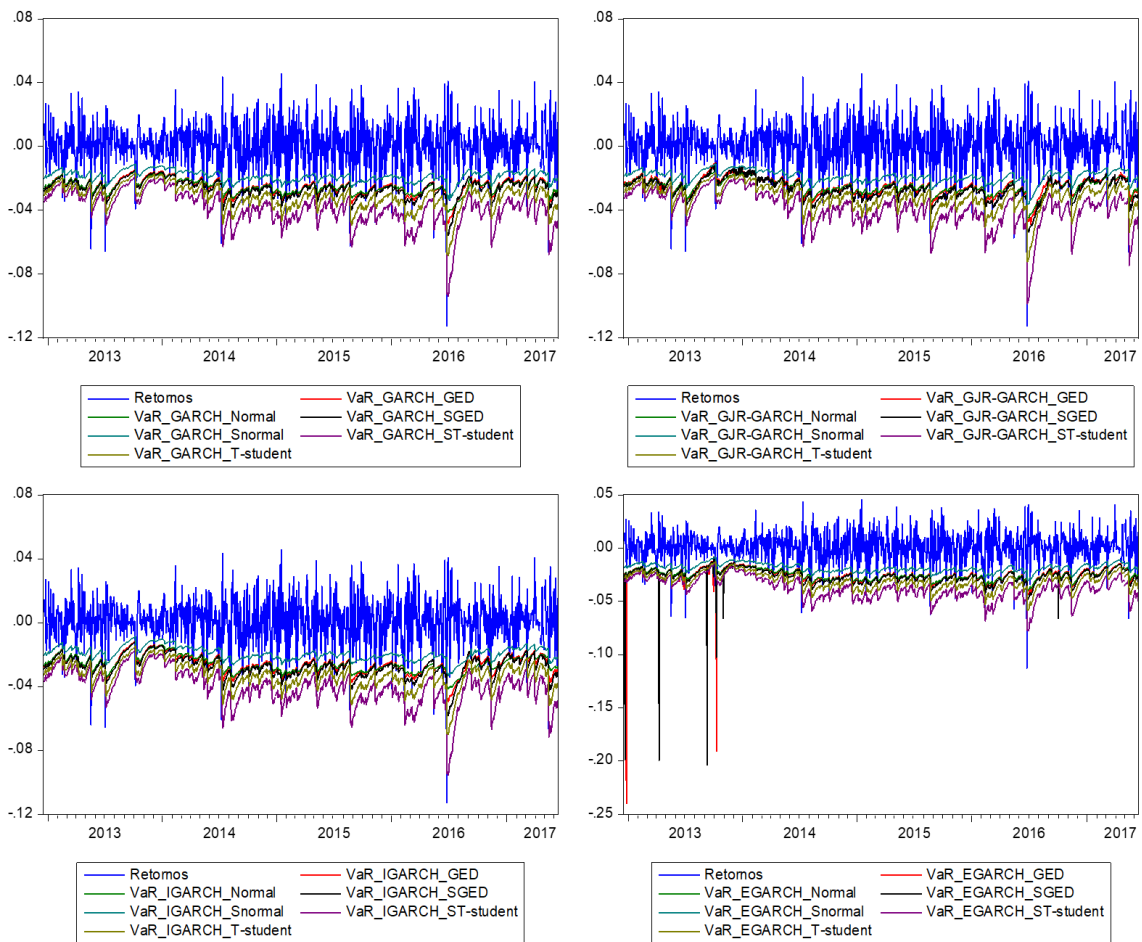 .08
.04
.00
-.04
-.08
-.12
2013 2014 2015 2016 2017
Retornos VaR_GARCH_GED
VaR_GARCH_Normal VaR_GARCH_SGED
VaR_GARCH_Snormal VaR_GARCH_ST-student
VaR_GARCH_T-student
.08
.04
.00
-.04
-.08
-.12
2013 2014 2015 2016 2017
Retornos VaR_GJR-GARCH_GED
VaR_GJR-GARCH_Normal VaR_GJR-GARCH_SGED
VaR_GJR-GARCH_Snormal VaR_GJR-GARCH_ST-student
VaR_GJR-GARCH_T-student
.08
.04
.00
-.04
-.08
-.12
2013 2014 2015 2016 2017
Retornos VaR_IGARCH_GED
VaR_IGARCH_Normal VaR_IGARCH_SGED
VaR_IGARCH_Snormal VaR_IGARCH_ST-student
VaR_IGARCH_T-student
.05
.00
-.05
-.10
-.15
-.20
-.25
2013 2014 2015 2016 2017
Retornos VaR_EGARCH_GED
VaR_EGARCH_Normal VaR_EGARCH_SGED
VaR_EGARCH_Snormal VaR_EGARCH_ST-student
VaR_EGARCH_T-student